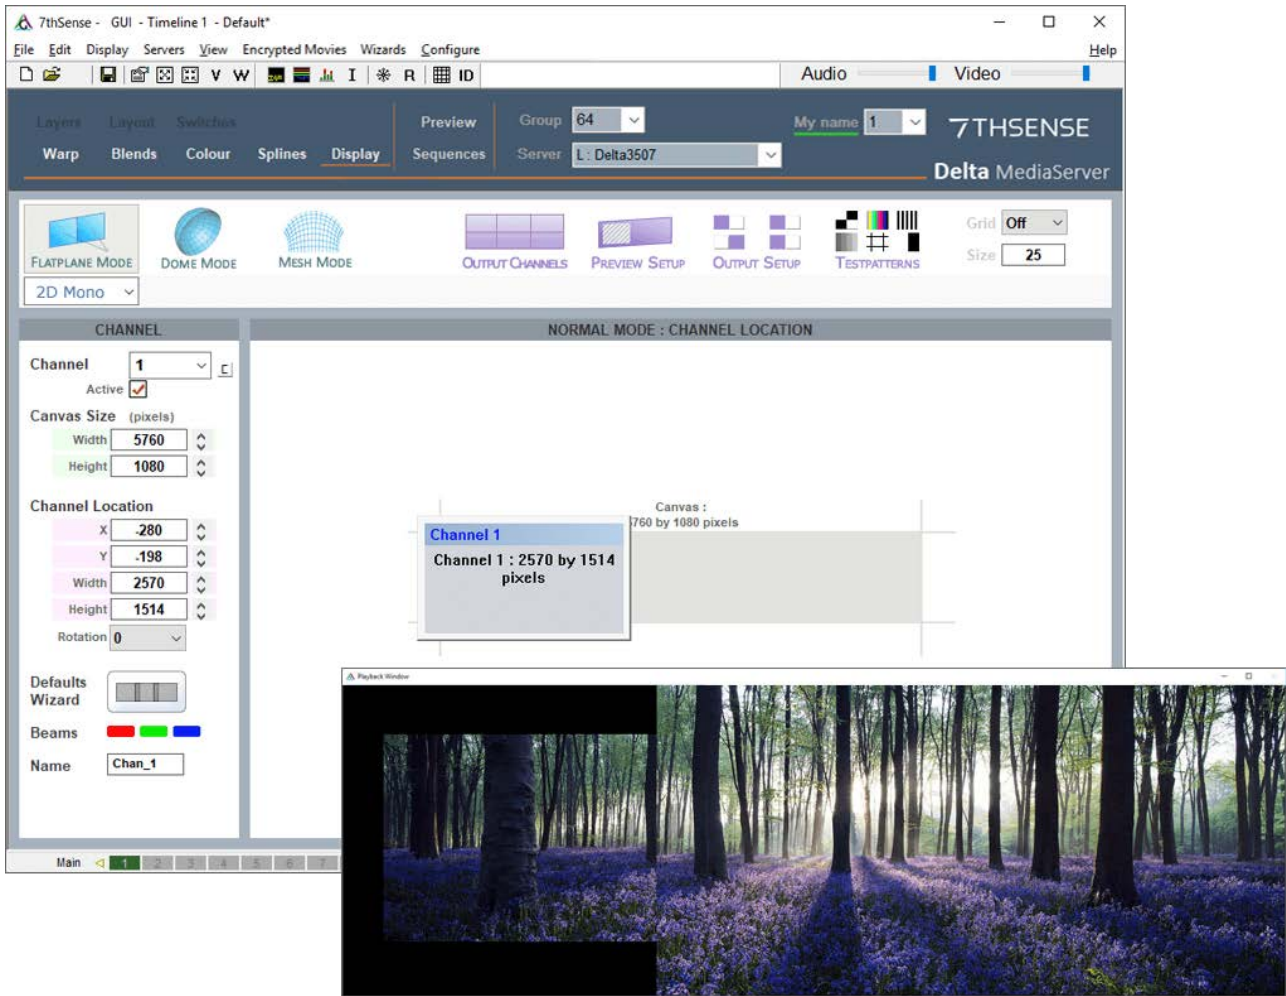 7thSense - GUI - Timeline 1 - Default*
File Edit Display Servers View Encrypted Movies Wizards Configure Help
V W I R ID Audio Video
Layers Layout Switches Preview Group 64 My name 1 7THSENSE
Warp Blends Colour Splines Display Sequences Server L : Delta3507 Delta MediaServer
FLATPLANE MODE DOME MODE MESH MODE OUTPUT CHANNELS PREVIEW SETUP OUTPUT SETUP TESTPATTERNS Grid Off
Size 25
2D Mono
CHANNEL NORMAL MODE : CHANNEL LOCATION
Channel 1
Active
Canvas Size (pixels)
Width 5760
Height 1080
Channel Location
X -280
Y -198
Width 2570
Height 1514
Rotation 0
Defaults
Wizard
Beams
Name Chan_1
Canvas :
760 by 1080 pixels
Channel 1
Channel 1 : 2570 by 1514
pixels
Main 1 2 3 4 5 6 7
Playback Window